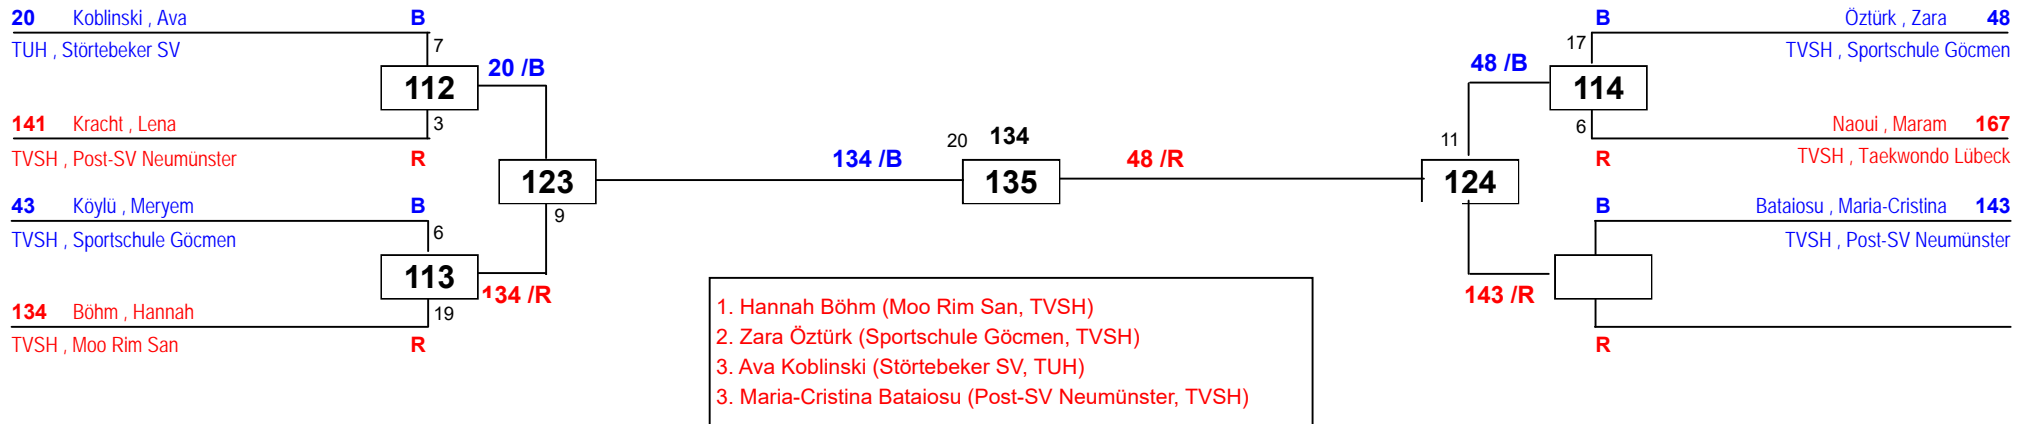 20 Koblinski , Ava B
TUH , Störtebeker SV
7
112
20 /B
3
141 Kracht , Lena
TVSH , Post-SV Neumünster R
43 Köylü , Meryem B
TVSH , Sportschule Göcmen
6
113
134 /R
19
134 Böhm , Hannah
TVSH , Moo Rim San R
123
9
134 /B
20 134
135
48 /R
11
124
48 /B
143 /R
B Öztürk , Zara 48
17
TVSH , Sportschule Göcmen
114
6
Naoui , Maram 167
R TVSH , Taekwondo Lübeck
B Bataiosu , Maria-Cristina 143
TVSH , Post-SV Neumünster
R
1. Hannah Böhm (Moo Rim San, TVSH)
2. Zara Öztürk (Sportschule Göcmen, TVSH)
3. Ava Koblinski (Störtebeker SV, TUH)
3. Maria-Cristina Bataiosu (Post-SV Neumünster, TVSH)